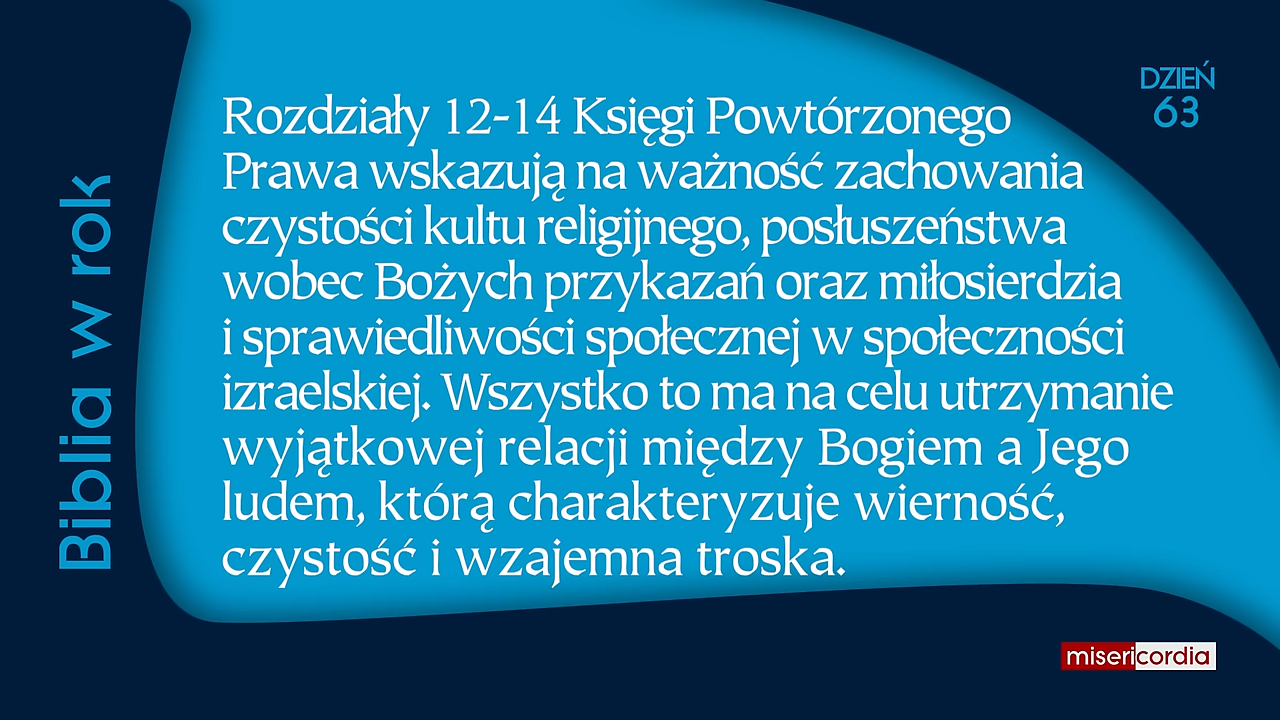 DZIEŃ
63
Rozdziały 12-14 Księgi Powtórzonego
Prawa wskazują na ważność zachowania
czystości kultu religijnego, posłuszeństwa
wobec Bożych przykazań oraz miłosierdzia
i sprawiedliwości społecznej w społeczności
izraelskiej. Wszystko to ma na celu utrzymanie
wyjątkowej relacji między Bogiem a Jego
ludem, którą charakteryzuje wierność,
czystość i wzajemna troska.
Biblia w rok
misericordia